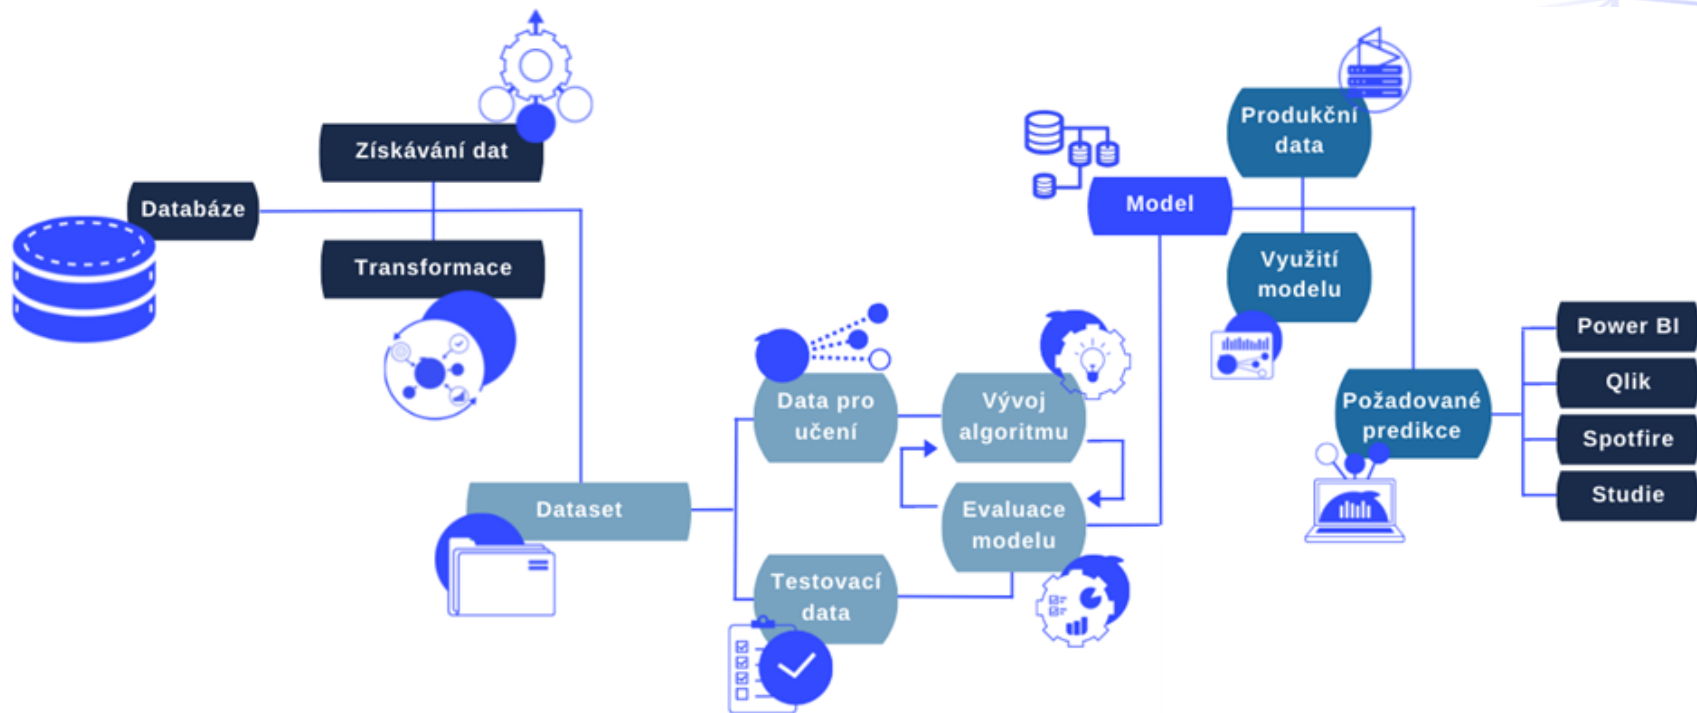 Získávání dat
Databáze
Transformace
Dataset
Data pro
učení
Testovací
data
Vývoj
algoritmu
Evaluace
modelu
Model
Produkční
data
Využití
modelu
Požadované
predikce
Power BI
Qlik
Spotfire
Studie